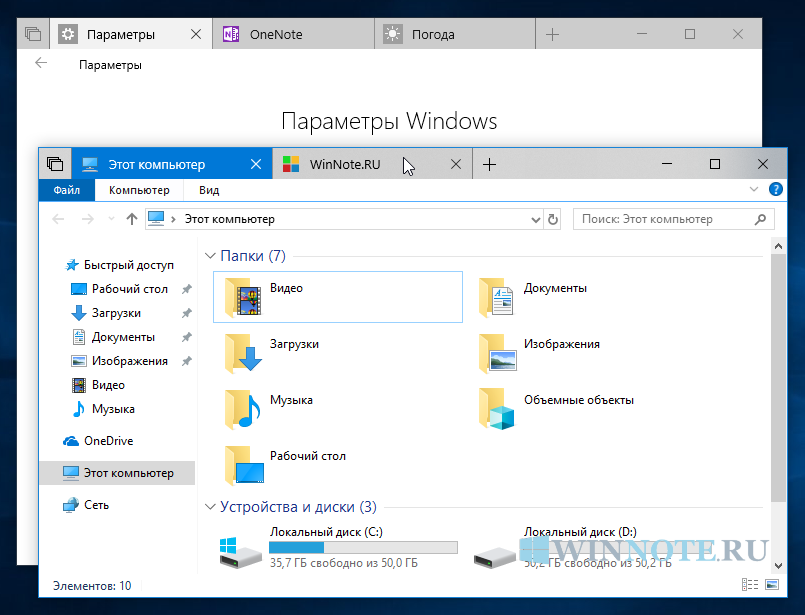 Параметры
OneNote
Погода
Параметры
Параметры Windows
Этот компьютер
WinNote.RU
Файл
Компьютер
Вид
Этот компьютер
Поиск: Этот компьютер
Быстрый доступ
Рабочий стол
Загрузки
Документы
Изображения
Видео
Музыка
OneDrive
Этот компьютер
Сеть
Папки (7)
Видео
Документы
Загрузки
Изображения
Музыка
Объемные объекты
Рабочий стол
Устройства и диски (3)
Локальный диск (C:)
35,7 ГБ свободно из 50,0 ГБ
Локальный диск (D:)
50,2 ГБ свободно из 50,2 ГБ
WINNOTE.RU
Элементов: 10